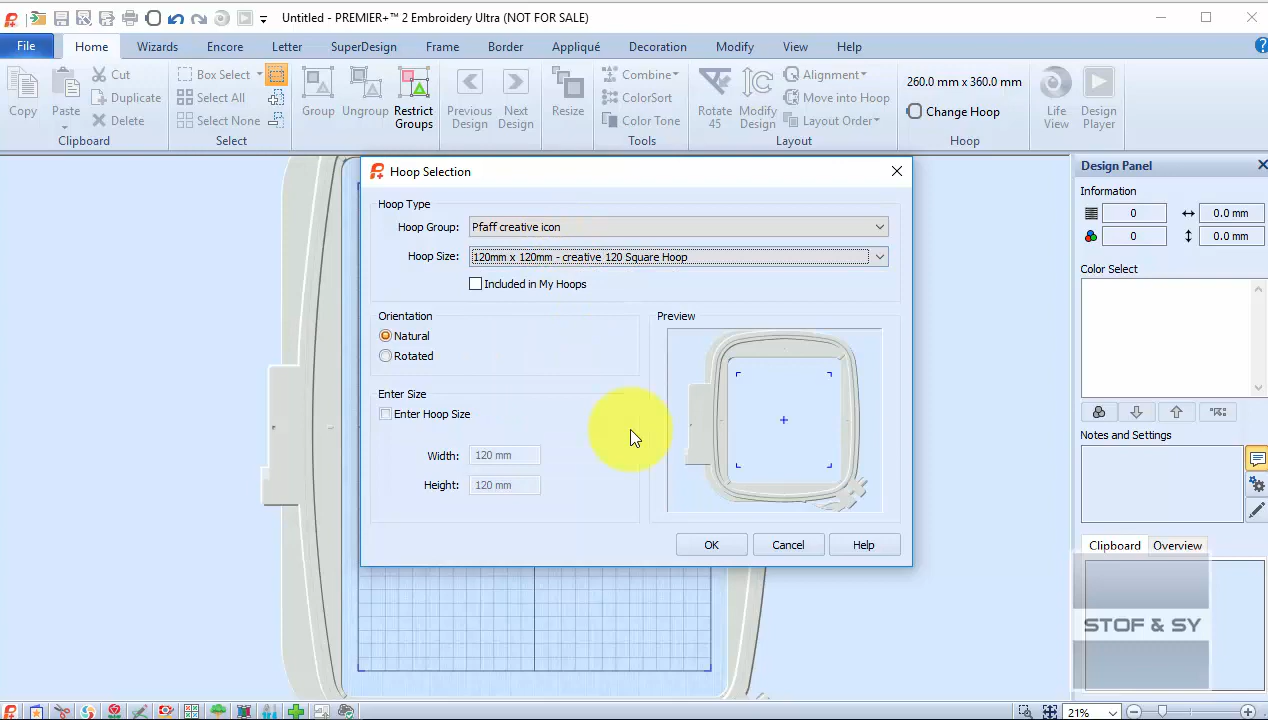 Untitled - PREMIER+™ 2 Embroidery Ultra (NOT FOR SALE)
File Home Wizards Encore Letter SuperDesign Frame Border Appliqué Decoration Modify View Help
Copy
Paste
Cut
Duplicate
Delete
Clipboard
Box Select
Select All
Select None
Select
Group
Ungroup
Restrict
Groups
Previous
Design
Next
Design
Resize
Combine
ColorSort
Color Tone
Tools
Rotate
45
Modify
Design
Alignment
Move into Hoop
Layout Order
Layout
260.0 mm x 360.0 mm
Change Hoop
Hoop
Life
View
Design
Player
Hoop Selection
Hoop Type
Hoop Group: Pfaff creative icon
Hoop Size: 120mm x 120mm - creative 120 Square Hoop
Included in My Hoops
Orientation
Natural
Rotated
Enter Size
Enter Hoop Size
Width: 120 mm
Height: 120 mm
Preview
OK Cancel Help
Design Panel
Information
0 0.0 mm
0 0.0 mm
Color Select
Notes and Settings
Clipboard Overview
STOF & SY
21%